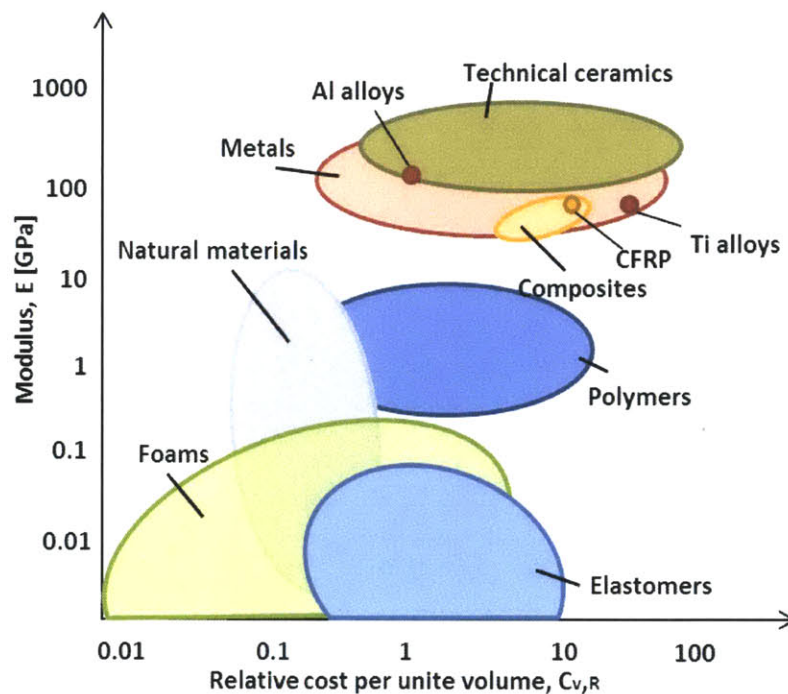 Technical ceramics
1000
Al alloys
Metals
100
Natural materials
CFRP
Ti alloys
10
Composites
Modulus, E [GPa]
1
Polymers
0.1
Foams
0.01
Elastomers
0.01
0.1
1
10
100
Relative cost per unite volume, Cv,R